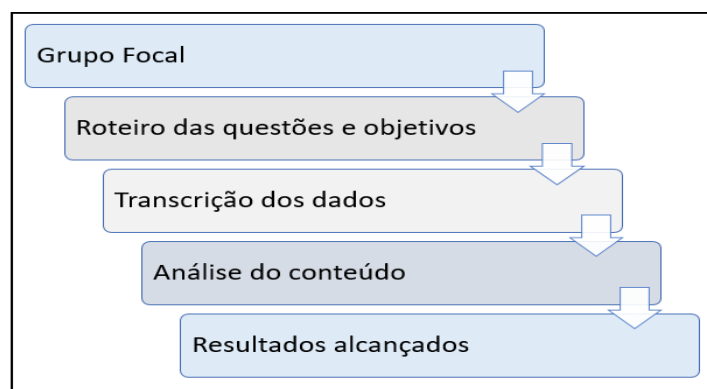 Grupo Focal
Roteiro das questões e objetivos
Transcrição dos dados
Análise do conteúdo
Resultados alcançados